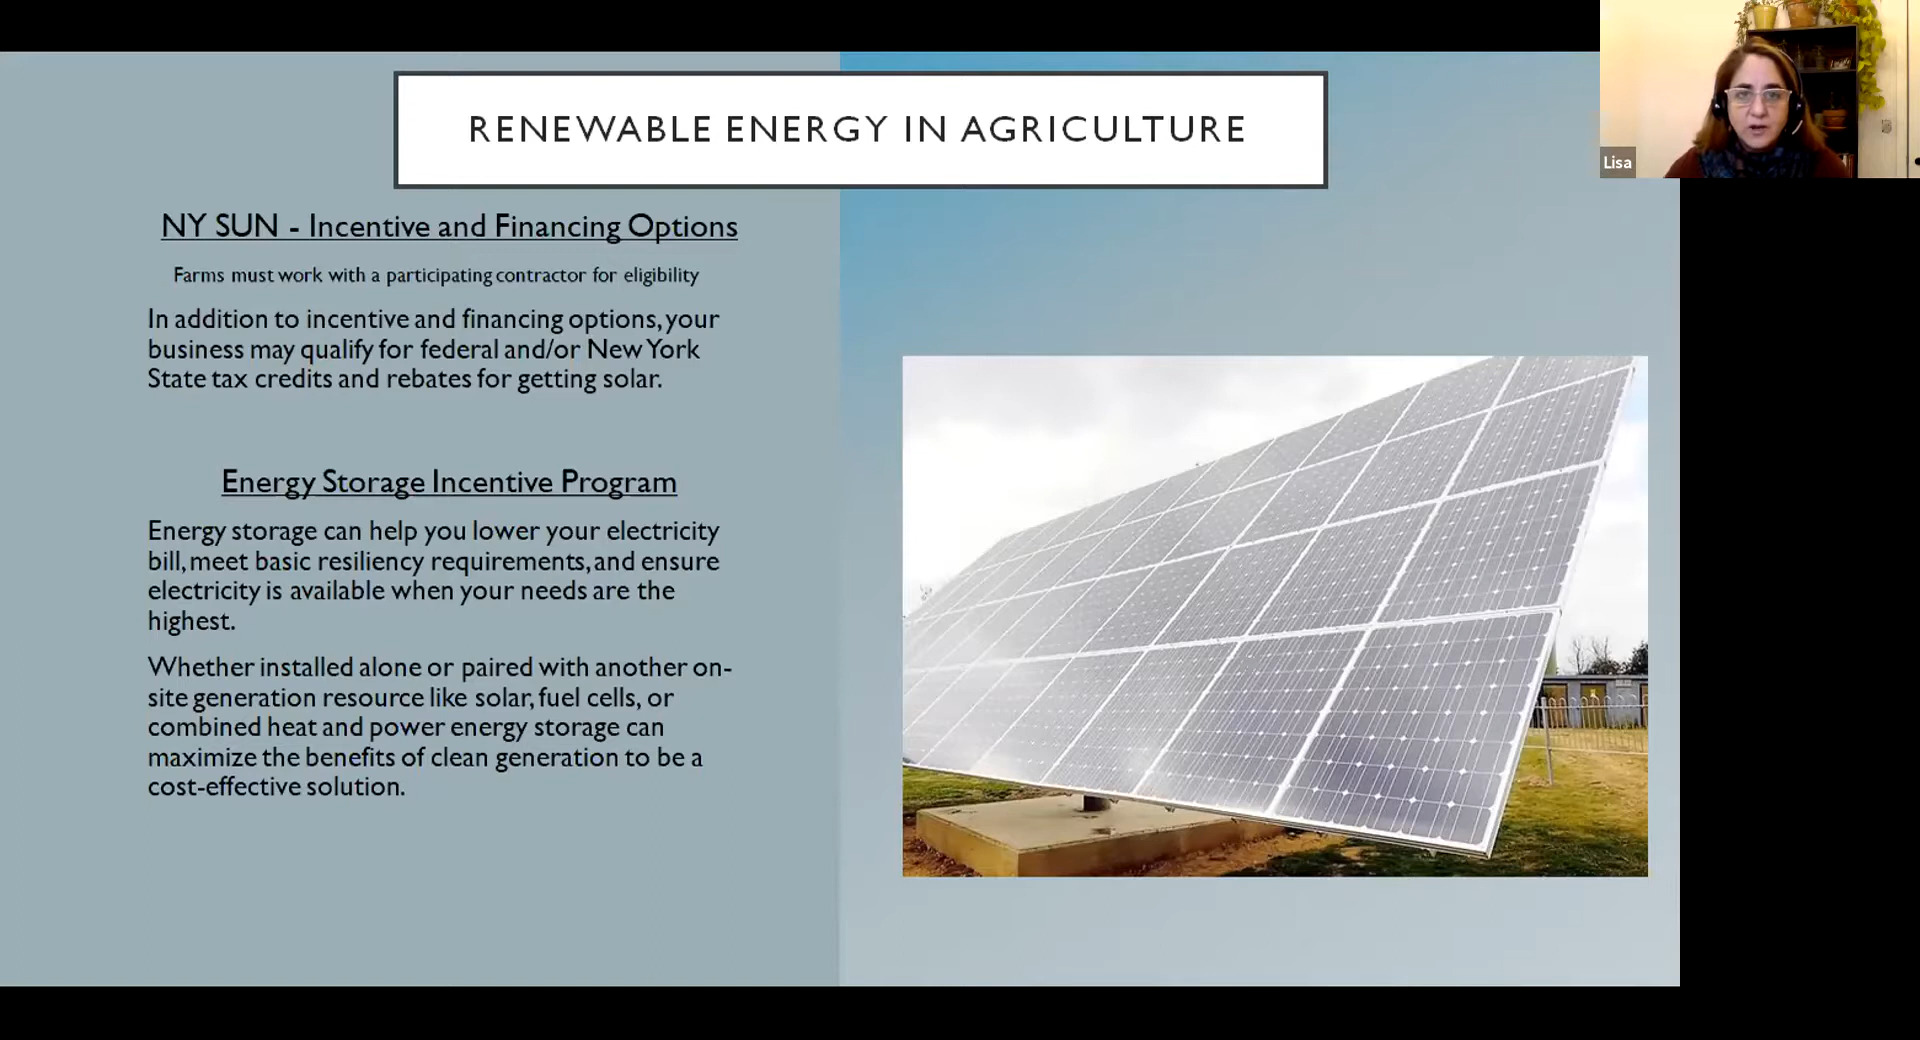 RENEWABLE ENERGY IN AGRICULTURE
Lisa
NY SUN - Incentive and Financing Options
Farms must work with a participating contractor for eligibility
In addition to incentive and financing options, your
business may qualify for federal and/or New York
State tax credits and rebates for getting solar.
Energy Storage Incentive Program
Energy storage can help you lower your electricity
bill, meet basic resiliency requirements, and ensure
electricity is available when your needs are the
highest.
Whether installed alone or paired with another on-
site generation resource like solar, fuel cells, or
combined heat and power energy storage can
maximize the benefits of clean generation to be a
cost-effective solution.